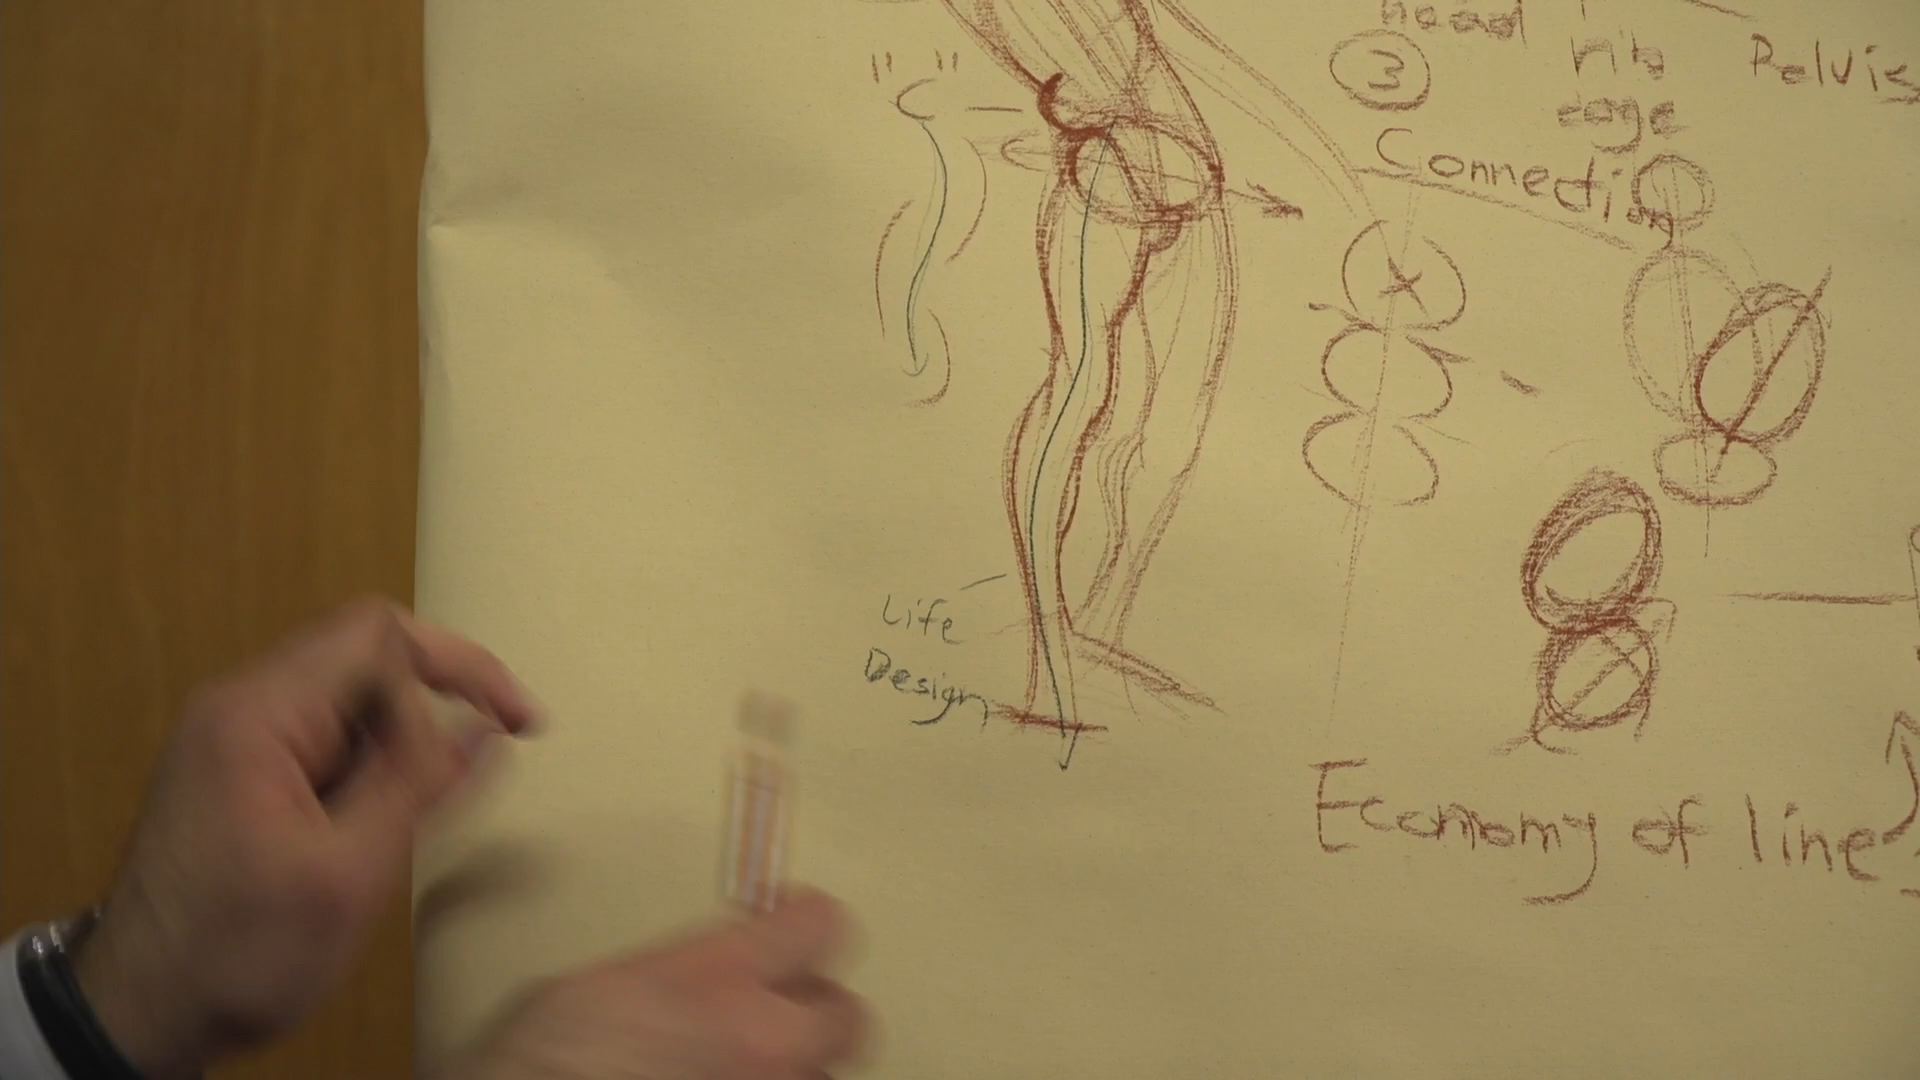 head
rib
cage
Pelvis
3
Connection
"C"
Life
Design
Economy of line